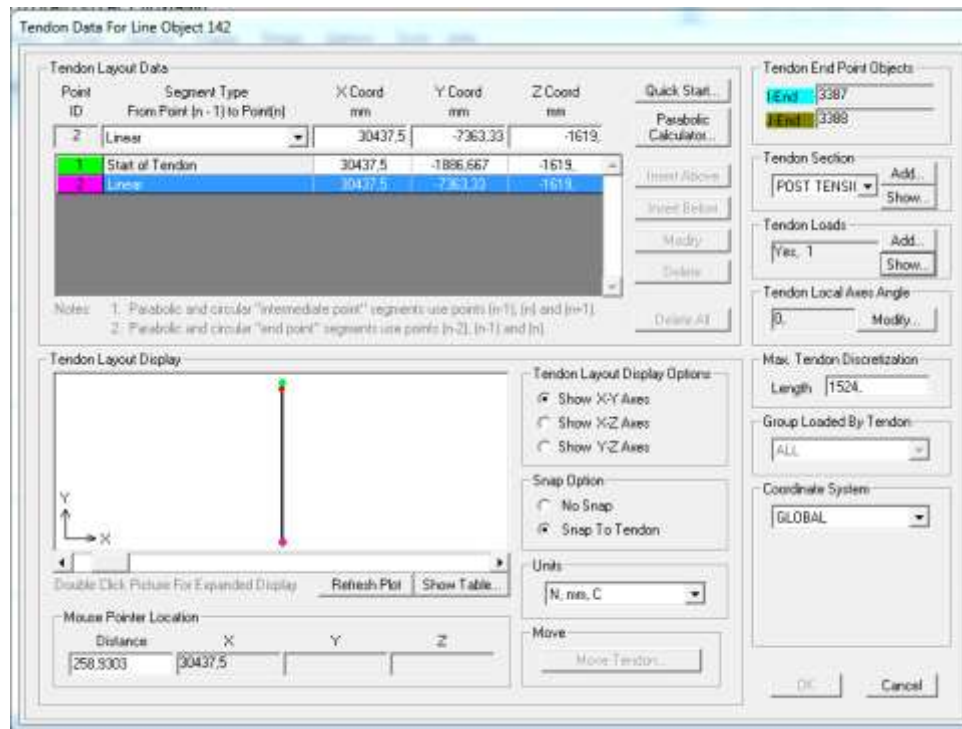 Tendon Data For Line Object 142
Tendon Layout Data
Point ID
Segment Type From Point (n - 1) to Point(n)
X Coord mm
Y Coord mm
Z Coord mm
2 Linear 30437,5 -7363,33 -1619,
1 Start of Tendon 30437,5 -1886,667 -1619,
2 Linear 30437,5 -7363,33 -1619,
Quick Start...
Parabolic Calculator...
Insert Above
Insert Below
Modify
Delete
Delete All
Notes: 1. Parabolic and circular "intermediate point" segments use points (n-1), (n) and (n+1).
2. Parabolic and circular "end point" segments use points (n-2), (n-1) and (n).
Tendon Layout Display
Y
X
Double Click Picture For Expanded Display
Refresh Plot
Show Table...
Mouse Pointer Location
Distance X Y Z
258,9303 30437,5
Tendon Layout Display Options
Show X-Y Axes
Show X-Z Axes
Show Y-Z Axes
Snap Option
No Snap
Snap To Tendon
Units
N, mm, C
Move
Move Tendon...
Tendon End Point Objects
I-End 3387
J-End 3388
Tendon Section
POST TENSI
Add...
Show...
Tendon Loads
Yes, 1
Add...
Show...
Tendon Local Axes Angle
0,
Modify...
Max. Tendon Discretization
Length 1524,
Group Loaded By Tendon
ALL
Coordinate System
GLOBAL
OK
Cancel